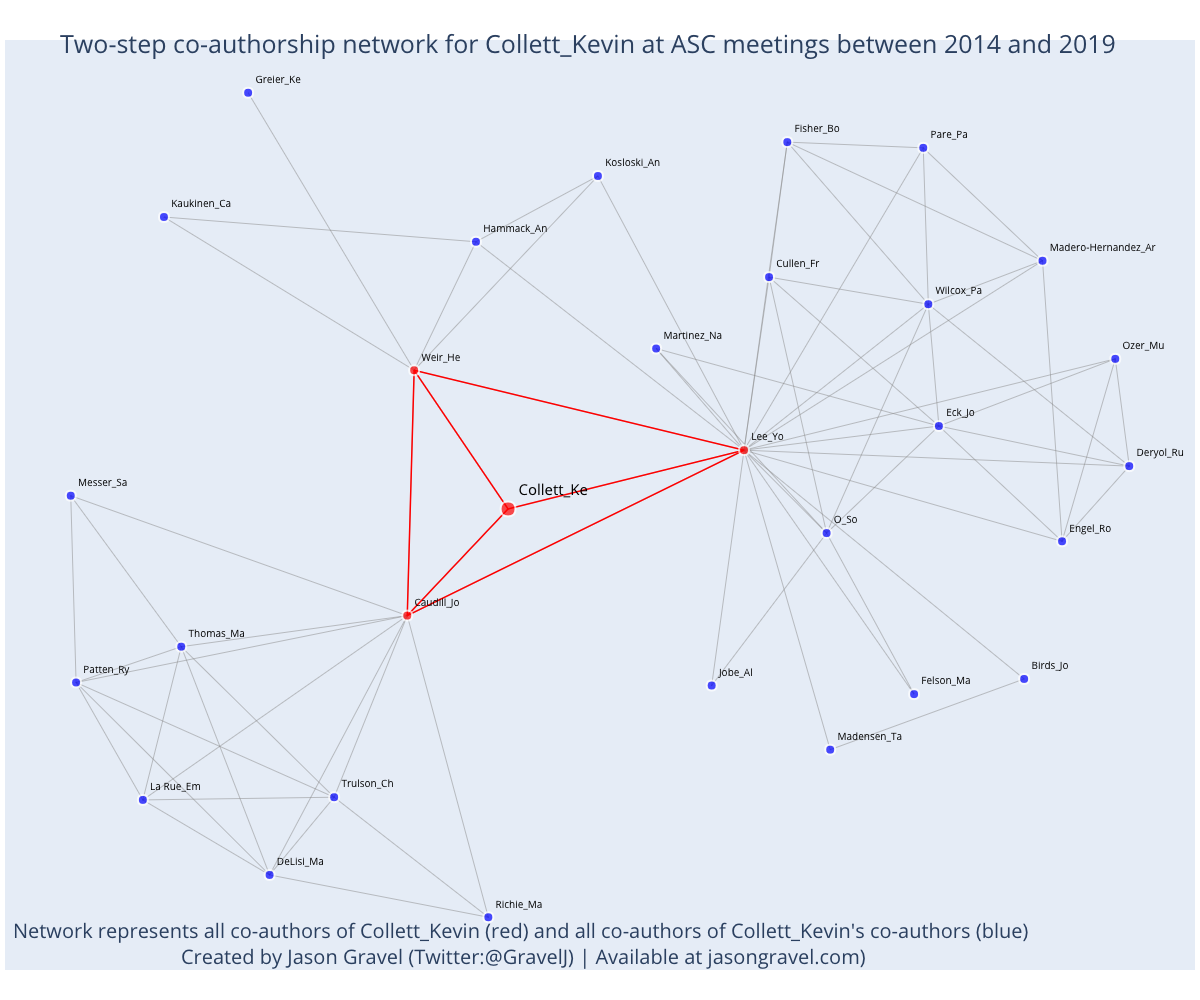 Two-step co-authorship network for Collett_Kevin at ASC meetings between 2014 and 2019
Greier_Ke
Fisher_Bo
Pare_Pa
Kosloski_An
Kaukinen_Ca
Hammack_An
Madero-Hernandez_Ar
Cullen_Fr
Wilcox_Pa
Martinez_Na
Ozer_Mu
Weir_He
Eck_Jo
Lee_Yo
Deryol_Ru
Messer_Sa
Collett_Ke
O_So
Engel_Ro
Caudill_Jo
Thomas_Ma
Patten_Ry
Jobe_Al
Felson_Ma
Birds_Jo
Madensen_Ta
La Rue_Em
Trulson_Ch
DeLisi_Ma
Richie_Ma
Network represents all co-authors of Collett_Kevin (red) and all co-authors of Collett_Kevin's co-authors (blue)
Created by Jason Gravel (Twitter:@GravelJ) | Available at jasongravel.com)